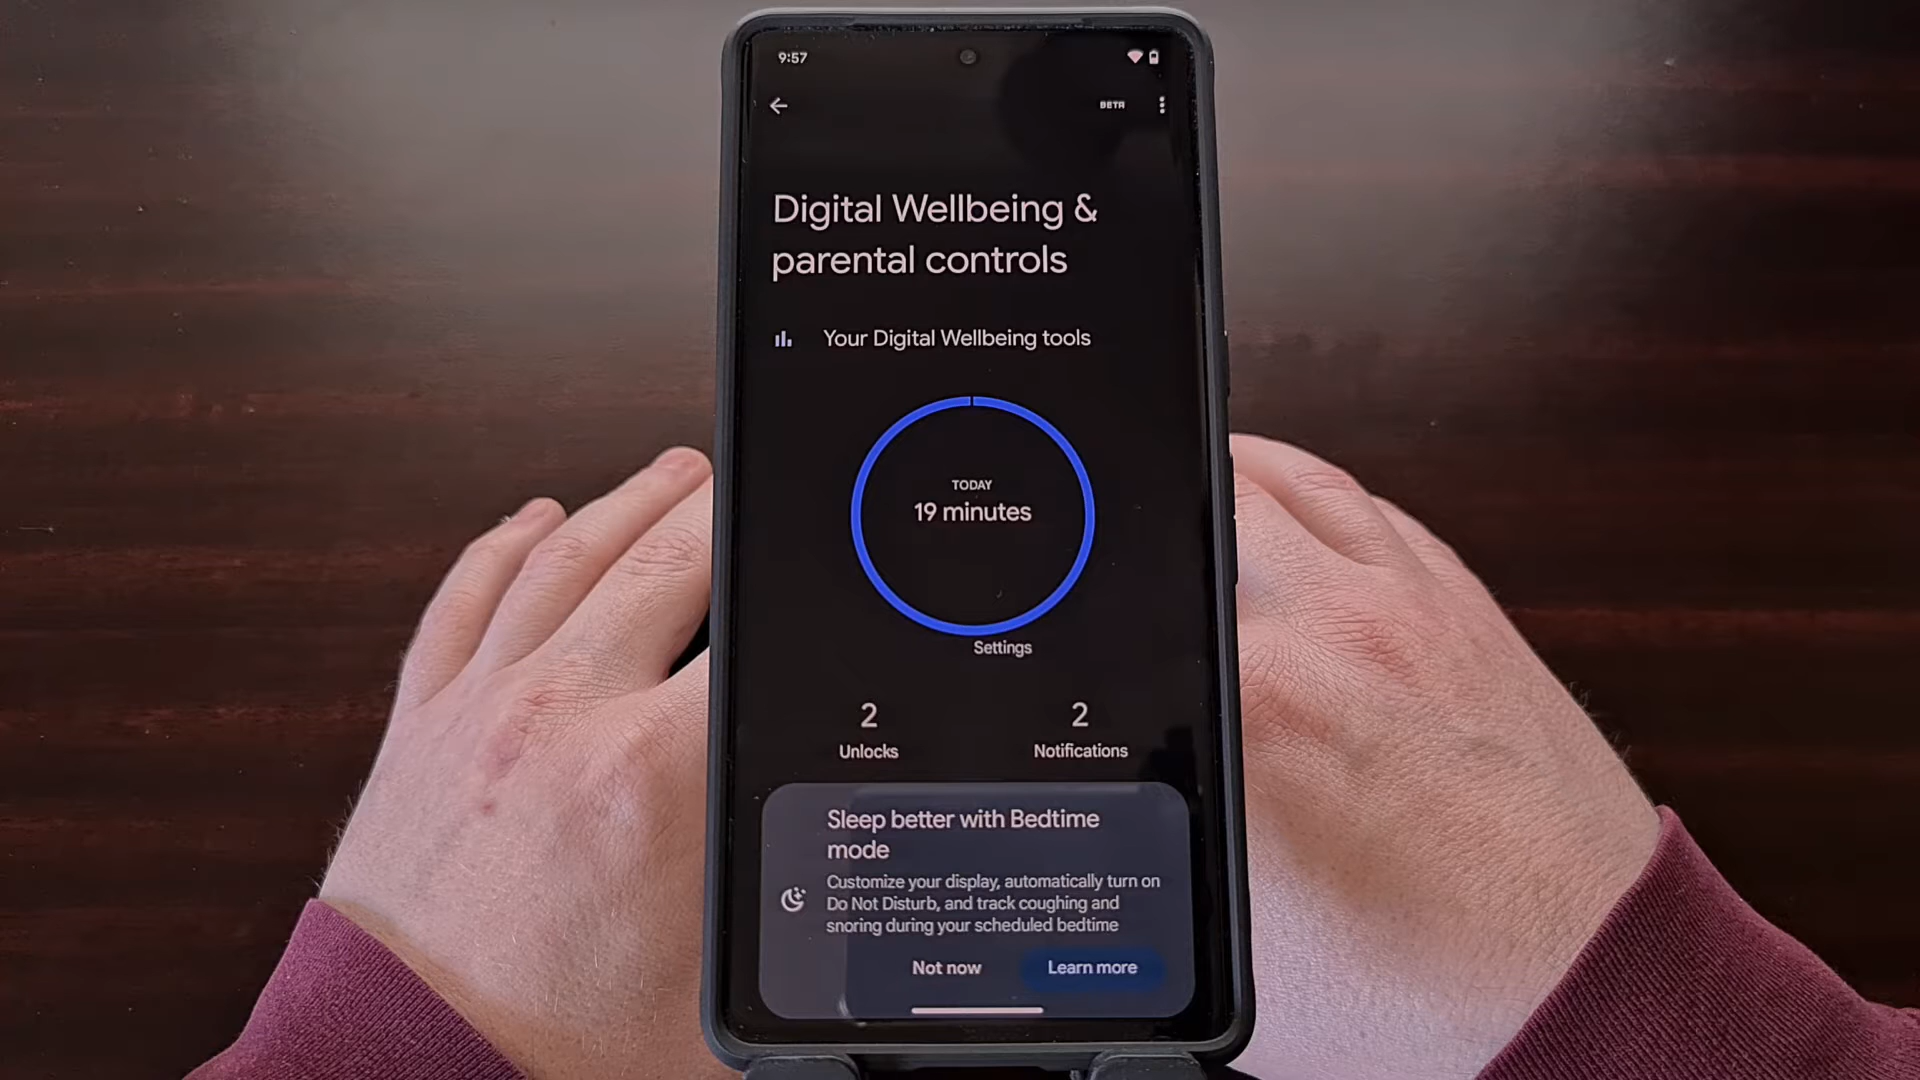 9:57
BETA
Digital Wellbeing &
parental controls
Your Digital Wellbeing tools
TODAY
19 minutes
Settings
2
Unlocks
2
Notifications
Sleep better with Bedtime
mode
Customize your display, automatically turn on
Do Not Disturb, and track coughing and
snoring during your scheduled bedtime
Not now
Learn more